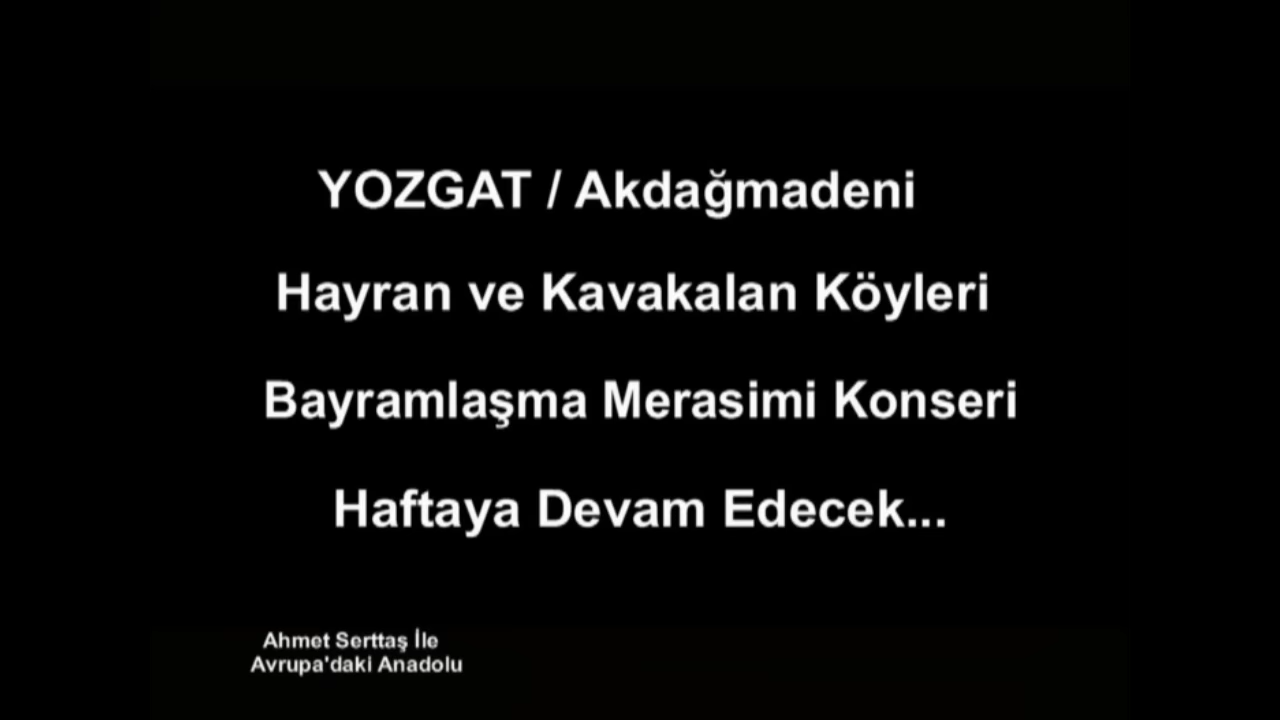 YOZGAT / Akdağmadeni
Hayran ve Kavakalan Köyleri
Bayramlaşma Merasimi Konseri
Haftaya Devam Edecek...
Ahmet Serttaş İle
Avrupa'daki Anadolu